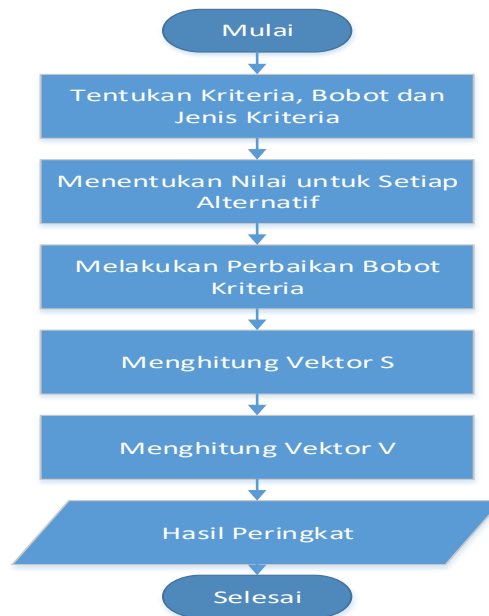 Mulai
Tentukan Kriteria, Bobot dan
Jenis Kriteria
Menentukan Nilai untuk Setiap
Alternatif
Melakukan Perbaikan Bobot
Kriteria
Menghitung Vektor S
Menghitung Vektor V
Hasil Peringkat
Selesai